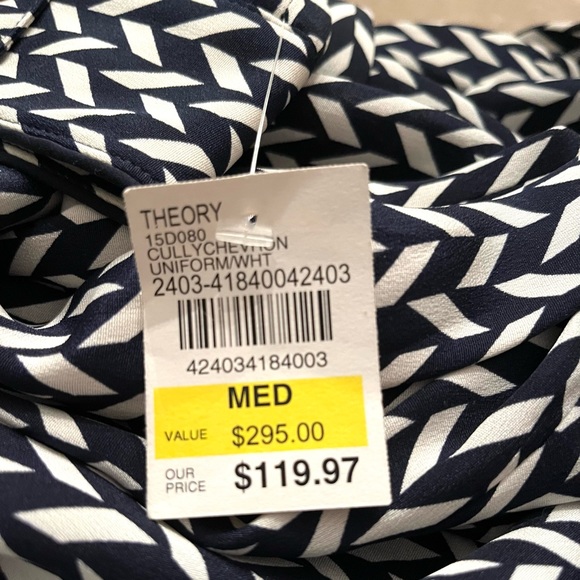 THEORY
15D080
CULLYCHEVRON
UNIFORM/WHT
2403-41840042403
424034184003
MED
VALUE $295.00
OUR PRICE $119.97